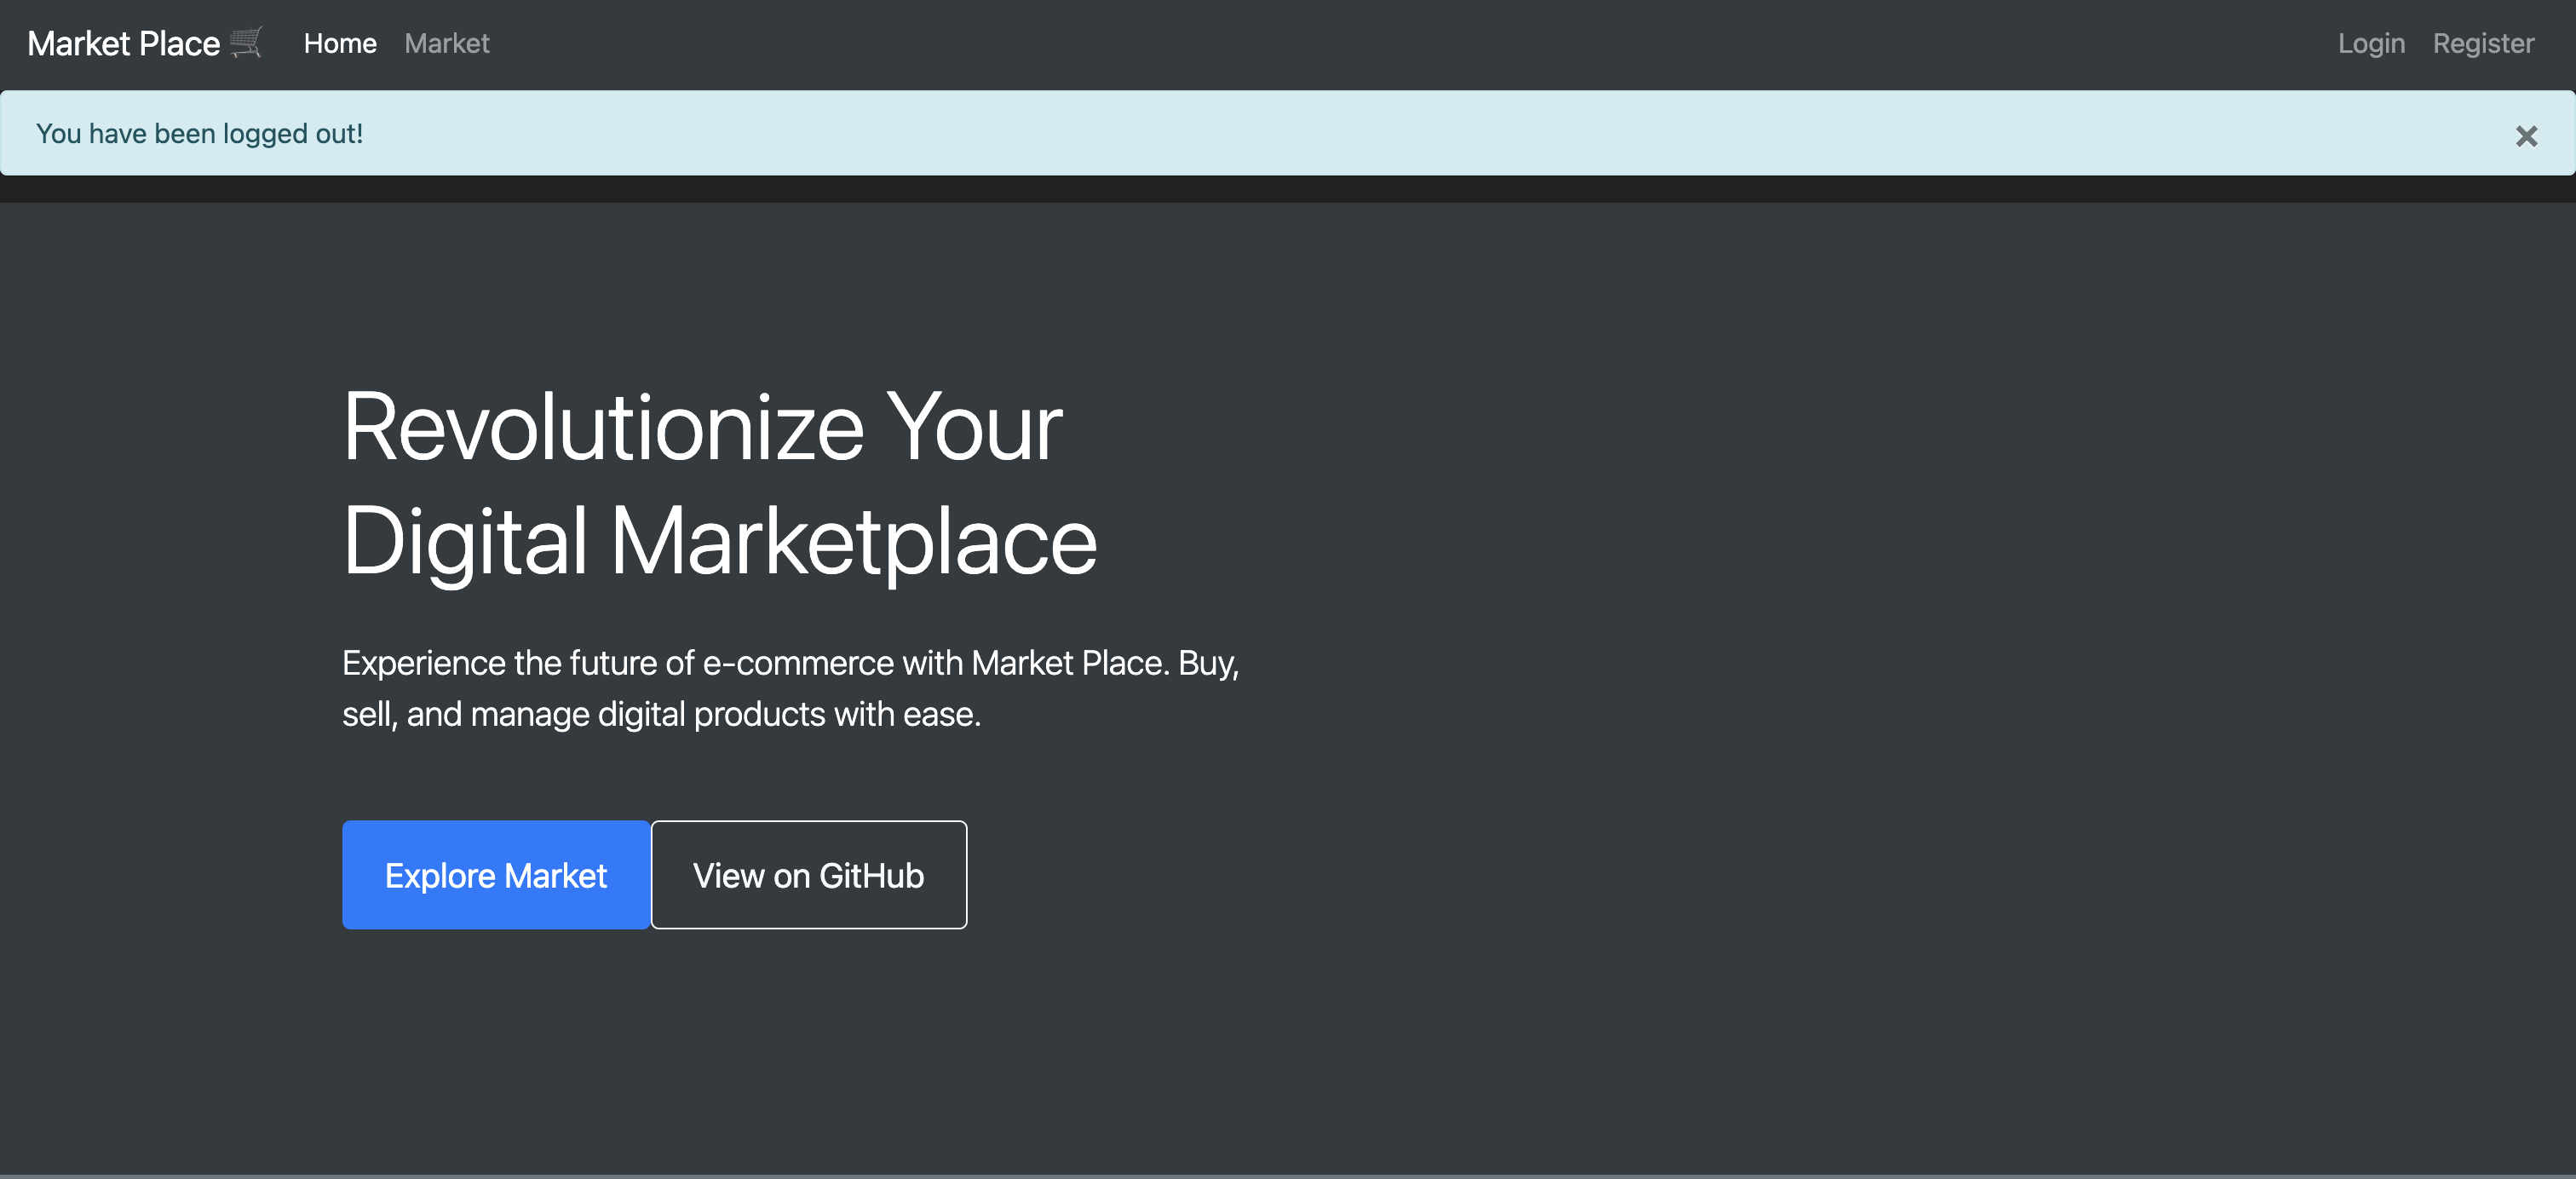 Market Place 🛒 Home Market Login Register
You have been logged out! ×
Revolutionize Your
Digital Marketplace
Experience the future of e-commerce with Market Place. Buy,
sell, and manage digital products with ease.
Explore Market View on GitHub